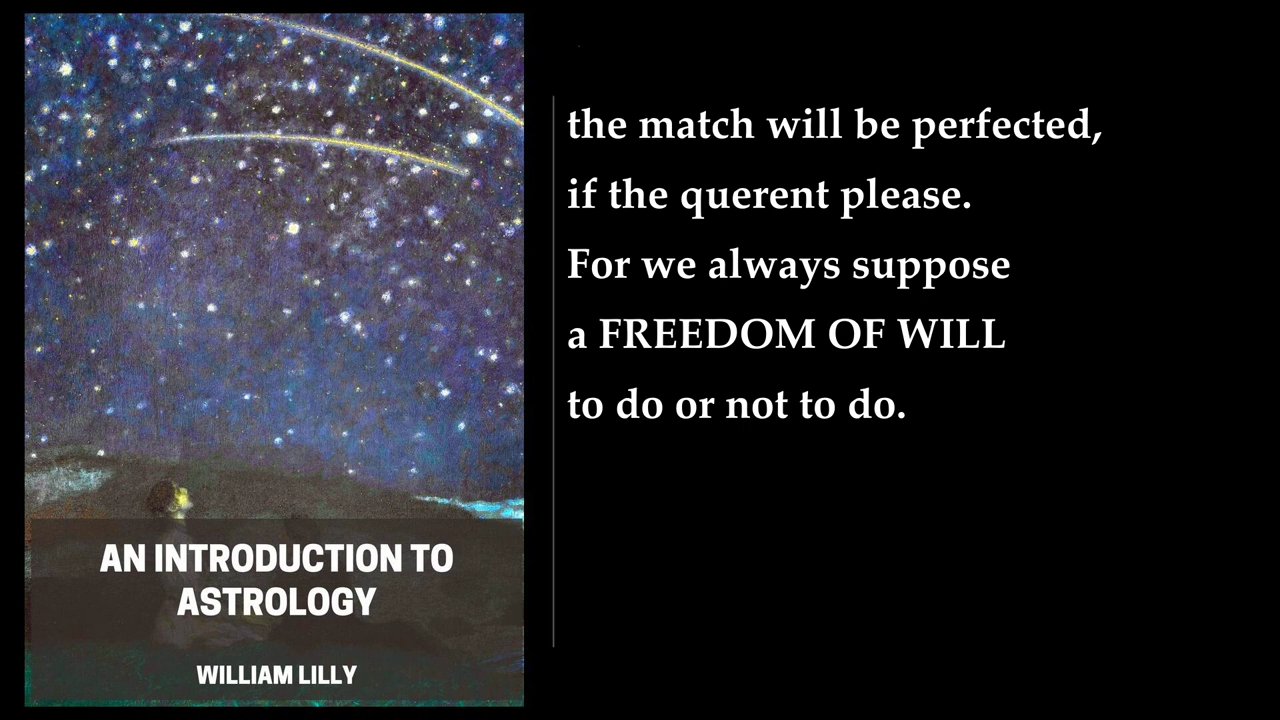 the match will be perfected,
if the querent please.
For we always suppose
a FREEDOM OF WILL
to do or not to do.
AN INTRODUCTION TO
ASTROLOGY
WILLIAM LILLY